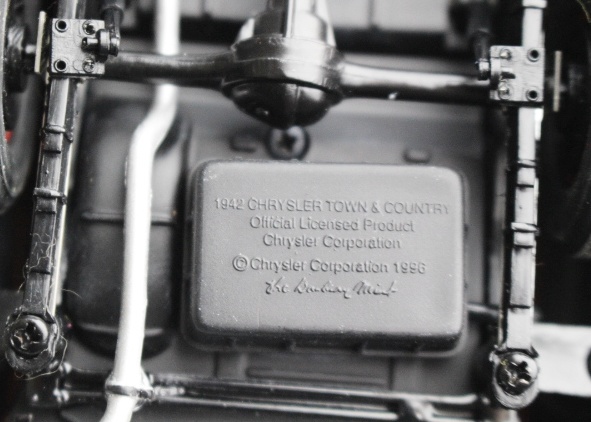 1942 CHRYSLER TOWN & COUNTRY
Official Licensed Product
Chrysler Corporation
© Chrysler Corporation 1996
The Danbury Mint